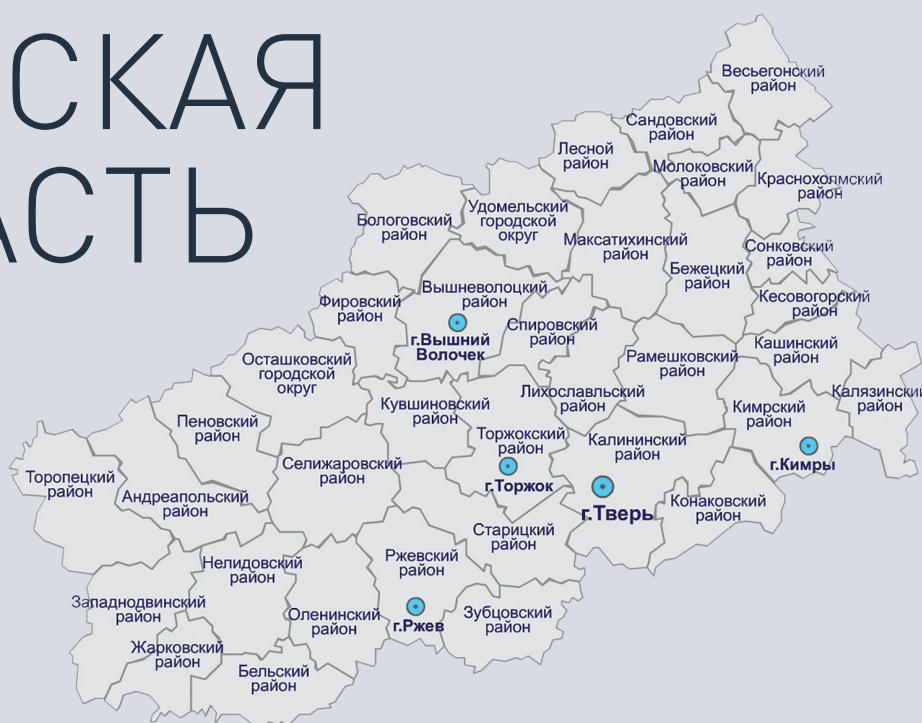 СКАЯ
АСТЬ
Весьегонский
район
Сандовский
район
Лесной
район
Молоковский
район
Краснохолмский
район
Бологовский
район
Удомельский
городской
округ
Максатихинский
район
Сонковский
район
Бежецкий
район
Вышневолоцкий
район
Фировский
район
Кесовогорский
район
г.Вышний
Волочек
Спировский
район
Кашинский
район
Осташковский
городской
округ
Рамешковский
район
Лихославльский
район
Калязинский
район
Кувшиновский
район
Кимрский
район
Пеновский
район
Торжокский
район
Калининский
район
г.Кимры
Селижаровский
район
Торопецкий
район
г.Торжок
Андреапольский
район
г.Тверь
Конаковский
район
Старицкий
район
Ржевский
район
Нелидовский
район
Западнодвинский
район
Оленинский
район
г.Ржев
Зубцовский
район
Жарковский
район
Бельский
район